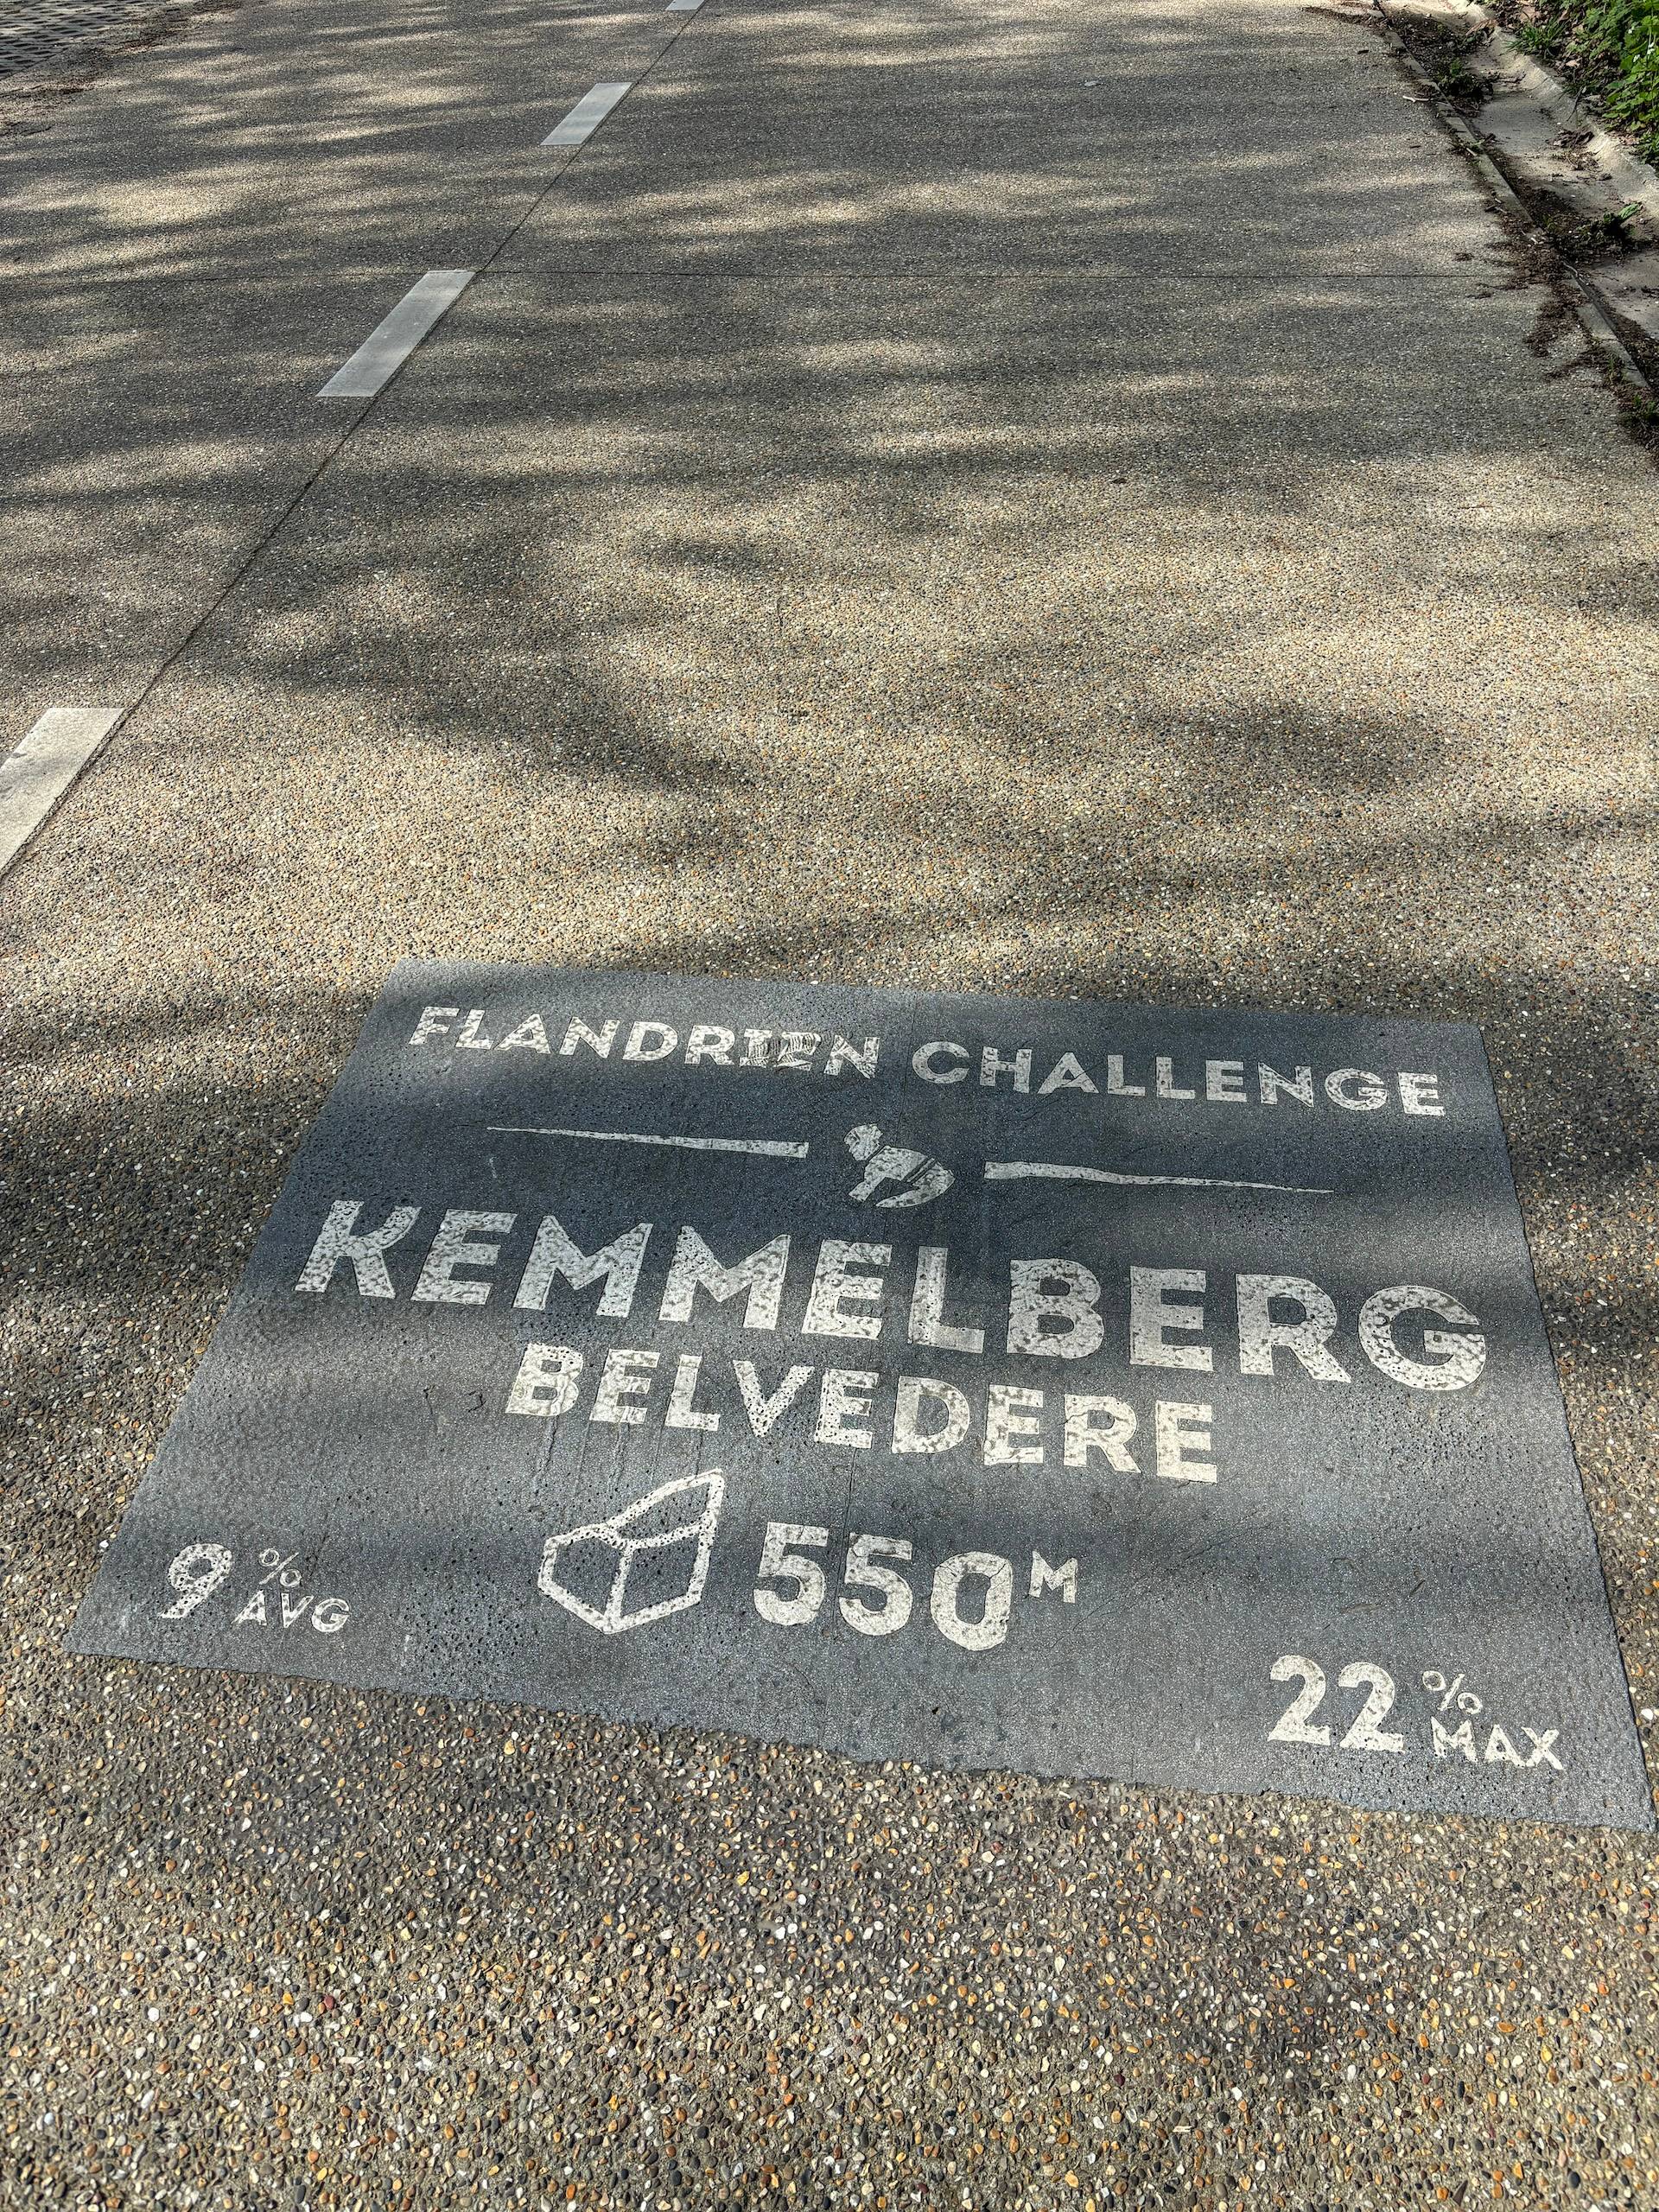 FLANDRIEN CHALLENGE
KEMMELBERG
BELVEDERE
9% AVG
550M
22% MAX